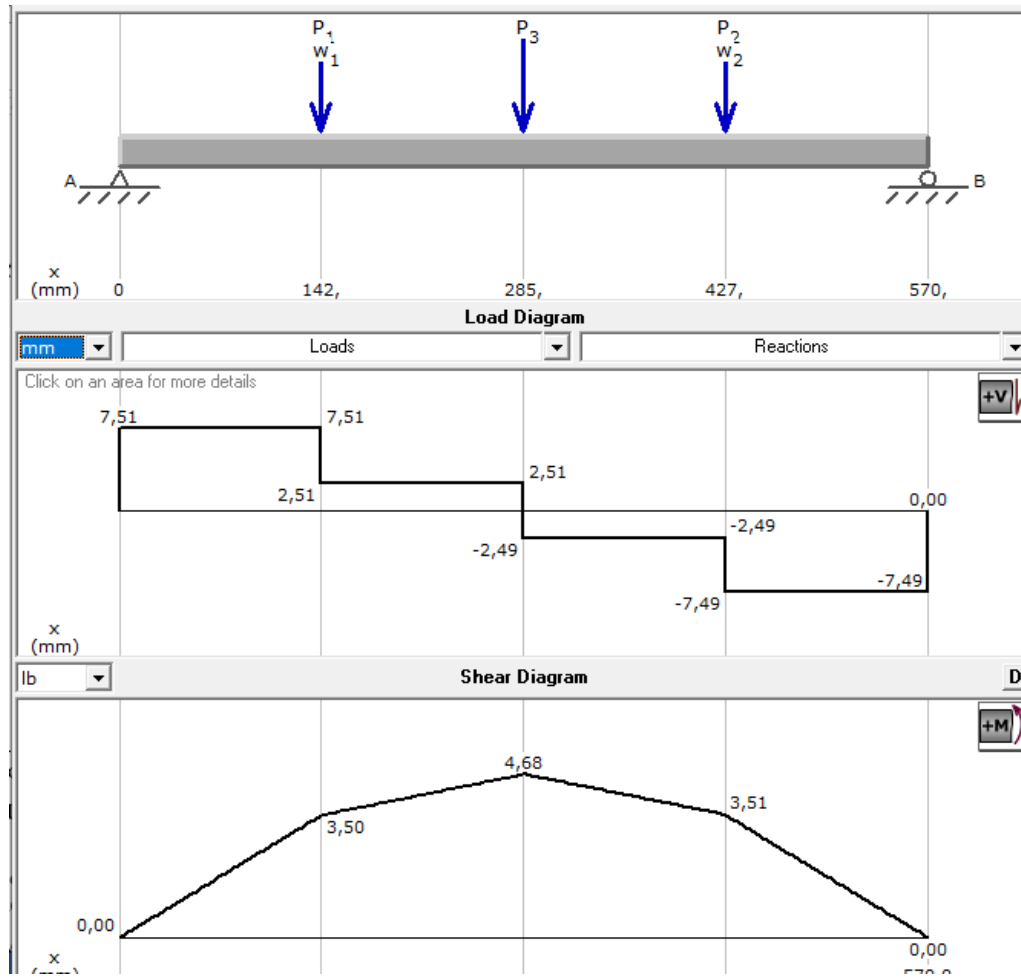 P1 P3 P2
w1 w2
A B
x
(mm) 0 142, 285, 427, 570,
Load Diagram
mm Loads Reactions
Click on an area for more details
+V
7,51 7,51
2,51
2,51 0,00
-2,49
-2,49
-7,49
-7,49
x
(mm)
lb Shear Diagram D
+M
4,68
3,51
3,50
0,00
0,00
x